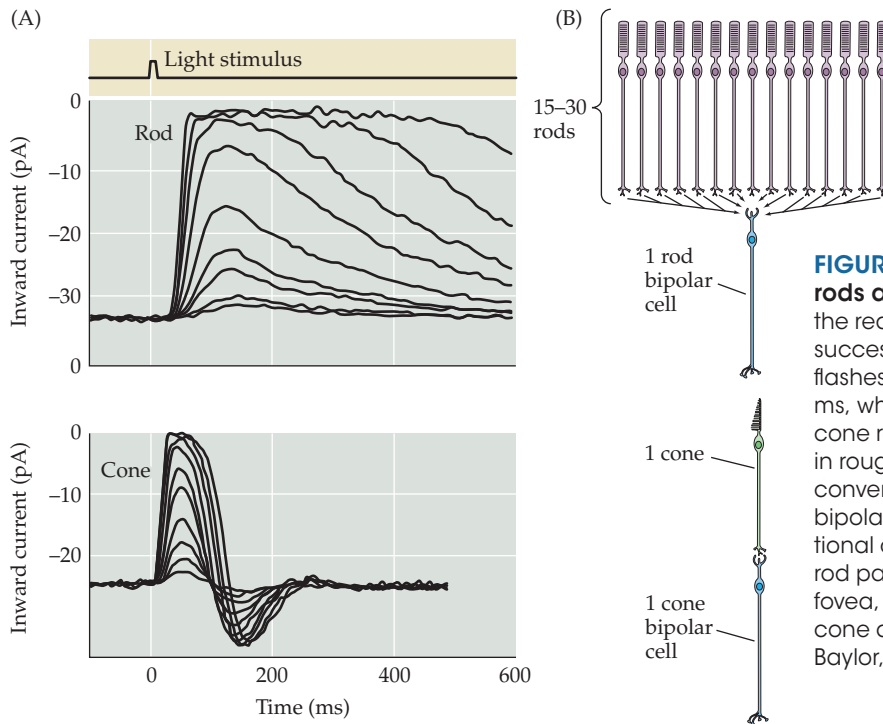 (A)
Light stimulus
0
Rod
−10
−20
−30
0
Inward current (pA)
0
Cone
−10
−20
Inward current (pA)
0
200
400
600
Time (ms)
(B)
15–30
rods
1 rod
bipolar
cell
1 cone
1 cone
bipolar
cell
FIGUR
rods a
the rec
succes
flashes
ms, wh
cone r
in roug
conver
bipola
tional c
rod pa
fovea,
cone c
Baylor,